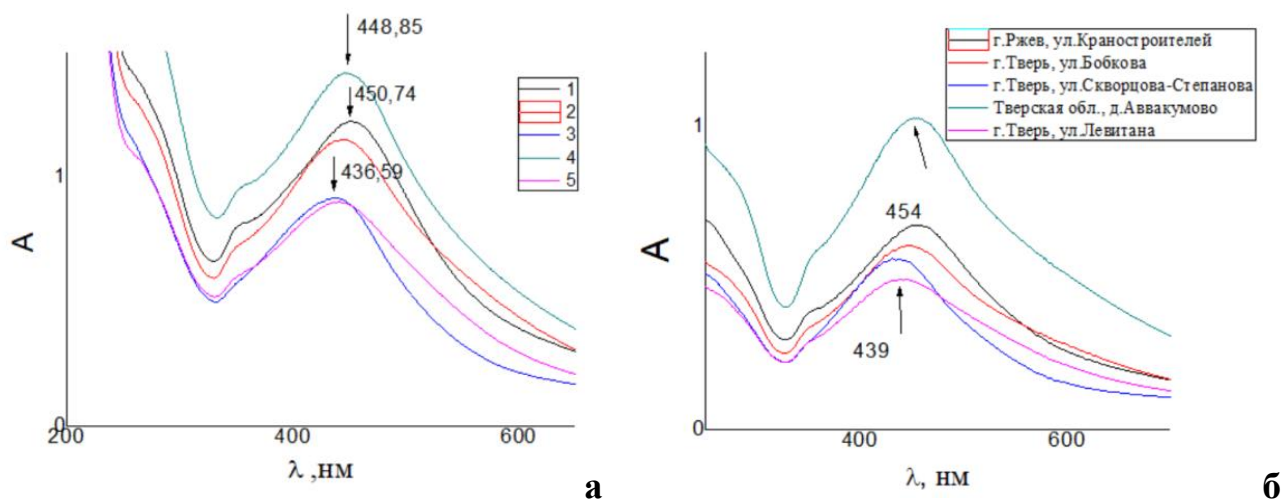 448,85
450,74
436,59
1
2
3
4
5
A
1
0
200
400
600
λ ,нм
а
г.Ржев, ул.Краностроителей
г.Тверь, ул.Бобкова
г.Тверь, ул.Скворцова-Степанова
Тверская обл., д.Аввакумово
г.Тверь, ул.Левитана
1
A
454
439
0
400
600
λ, нм
б